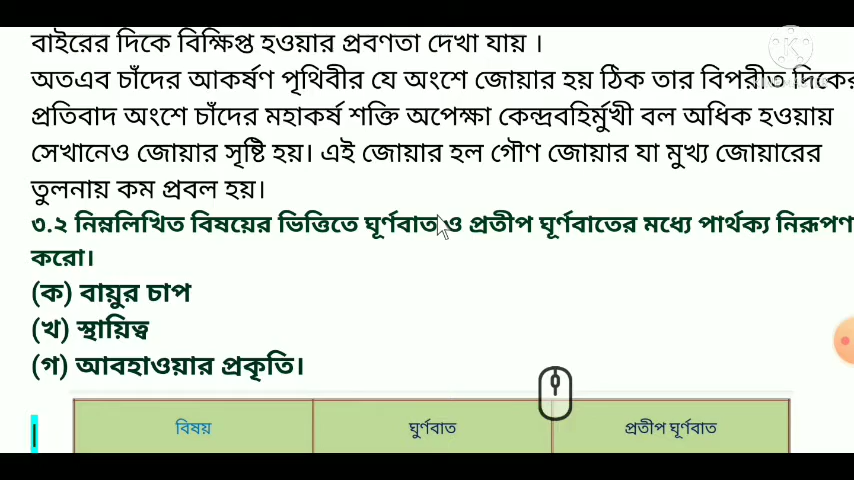 বাইরের দিকে বিক্ষিপ্ত হওয়ার প্রবণতা দেখা যায় ।
অতএব চাঁদের আকর্ষণ পৃথিবীর যে অংশে জোয়ার হয় ঠিক তার বিপরীত দিকের
প্রতিবাদ অংশে চাঁদের মহাকর্ষ শক্তি অপেক্ষা কেন্দ্রবহির্মুখী বল অধিক হওয়ায়
সেখানেও জোয়ার সৃষ্টি হয়। এই জোয়ার হল গৌণ জোয়ার যা মুখ্য জোয়ারের
তুলনায় কম প্রবল হয়।
৩.২ নিম্নলিখিত বিষয়ের ভিত্তিতে ঘূর্ণবাত ও প্রতীপ ঘূর্ণবাতের মধ্যে পার্থক্য নিরূপণ
করো।
(ক) বায়ুর চাপ
(খ) স্থায়িত্ব
(গ) আবহাওয়ার প্রকৃতি।
বিষয় ঘুর্ণবাত প্রতীপ ঘূর্ণবাত